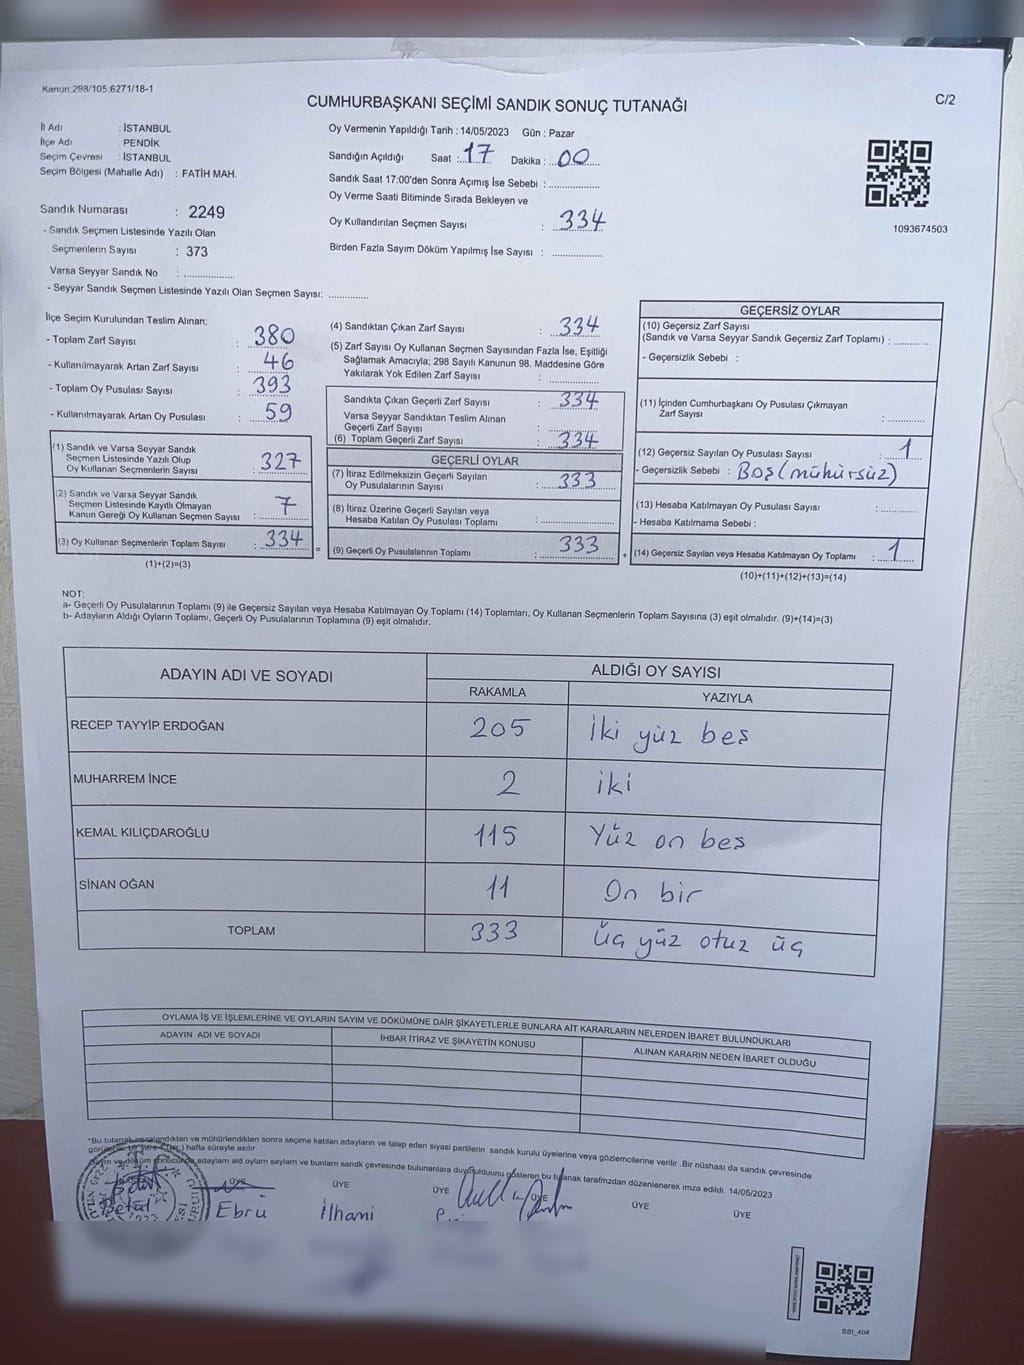 Kanun:298/105;6271/18-1
C/2
CUMHURBAŞKANI SEÇİMİ SANDIK SONUÇ TUTANAĞI
İl Adı : İSTANBUL
İlçe Adı : PENDİK
Seçim Çevresi : İSTANBUL
Seçim Bölgesi (Mahalle Adı) : FATİH MAH.
Sandık Numarası : 2249
- Sandık Seçmen Listesinde Yazılı Olan
Seçmenlerin Sayısı : 373
Varsa Seyyar Sandık No : ..................
- Seyyar Sandık Seçmen Listesinde Yazılı Olan Seçmen Sayısı: ..............
Oy Vermenin Yapıldığı Tarih : 14/05/2023 Gün : Pazar
Sandığın Açıldığı Saat : 17 Dakika : 00
Sandık Saat 17:00'den Sonra Açımış İse Sebebi : ..................
Oy Verme Saati Bitiminde Sırada Bekleyen ve
Oy Kullandırılan Seçmen Sayısı : 334
Birden Fazla Sayım Döküm Yapılmış İse Sayısı : ..................
1093674503
İlçe Seçim Kurulundan Teslim Alınan;
- Toplam Zarf Sayısı : 380
- Kullanılmayarak Artan Zarf Sayısı : 46
- Toplam Oy Pusulası Sayısı : 393
- Kullanılmayarak Artan Oy Pusulası : 59
(1) Sandık ve Varsa Seyyar Sandık
Seçmen Listesinde Yazılı Olup
Oy Kullanan Seçmenlerin Sayısı : 327
(2) Sandık ve Varsa Seyyar Sandık
Seçmen Listesinde Kayıtlı Olmayan
Kanun Gereği Oy Kullanan Seçmen Sayısı : 7
(3) Oy Kullanan Seçmenlerin Toplam Sayısı : 334
(1)+(2)=(3)
(4) Sandıktan Çıkan Zarf Sayısı : 334
(5) Zarf Sayısı Oy Kullanan Seçmen Sayısından Fazla İse, Eşitliği
Sağlamak Amacıyla; 298 Sayılı Kanunun 98. Maddesine Göre
Yakılarak Yok Edilen Zarf Sayısı : ..................
Sandıkta Çıkan Geçerli Zarf Sayısı : 334
Varsa Seyyar Sandıktan Teslim Alınan
Geçerli Zarf Sayısı : ..................
(6) Toplam Geçerli Zarf Sayısı : 334
GEÇERLİ OYLAR
(7) İtiraz Edilmeksizin Geçerli Sayılan
Oy Pusulalarının Sayısı : 333
(8) İtiraz Üzerine Geçerli Sayılan veya
Hesaba Katılan Oy Pusulası Toplamı : ..................
= (9) Geçerli Oy Pusulalarının Toplamı : 333 +
GEÇERSİZ OYLAR
(10) Geçersiz Zarf Sayısı
(Sandık ve Varsa Seyyar Sandık Geçersiz Zarf Toplamı) : ..............
- Geçersizlik Sebebi :
(11) İçinden Cumhurbaşkanı Oy Pusulası Çıkmayan
Zarf Sayısı : ..............
(12) Geçersiz Sayılan Oy Pusulası Sayısı : 1
- Geçersizlik Sebebi : Boş (mühürsüz)
(13) Hesaba Katılmayan Oy Pusulası Sayısı : ..............
- Hesaba Katılmama Sebebi :
(14) Geçersiz Sayılan veya Hesaba Katılmayan Oy Toplamı : 1
(10)+(11)+(12)+(13)=(14)
NOT:
a- Geçerli Oy Pusulalarının Toplamı (9) ile Geçersiz Sayılan veya Hesaba Katılmayan Oy Toplamı (14) Toplamları, Oy Kullanan Seçmenlerin Toplam Sayısına (3) eşit olmalıdır. (9)+(14)=(3)
b- Adayların Aldığı Oyların Toplamı, Geçerli Oy Pusulalarının Toplamına (9) eşit olmalıdır.
ADAYIN ADI VE SOYADI ALDIĞI OY SAYISI
RAKAMLA YAZIYLA
RECEP TAYYİP ERDOĞAN 205 İki yüz beş
MUHARREM İNCE 2 iki
KEMAL KILIÇDAROĞLU 115 Yüz on beş
SİNAN OĞAN 11 On bir
TOPLAM 333 üç yüz otuz üç
OYLAMA İŞ VE İŞLEMLERİNE VE OYLARIN SAYIM VE DÖKÜMÜNE DAİR ŞİKAYETLERLE BUNLARA AİT KARARLARIN NELERDEN İBARET BULUNDUKLARI
ADAYIN ADI VE SOYADI İHBAR İTİRAZ VE ŞİKAYETİN KONUSU ALINAN KARARIN NEDEN İBARET OLDUĞU
*Bu tutanak imzalandıktan ve mühürlendikten sonra seçime katılan adayların ve talep eden siyasi partilerin sandık kurulu üyelerine veya gözlemcilerine verilir .Bir nüshası da sandık çevresinde
hafta süreyle asılır.
adayların ald oyların sayları ve bunların sandk çevresinde bulunanlara gösteren bu tutanak tarafmzdan düzenlenerek imza edildi. 14/05/2023
ÜYE ÜYE ÜYE ÜYE ÜYE ÜYE
Betül Ebru İlhami
SSI_404